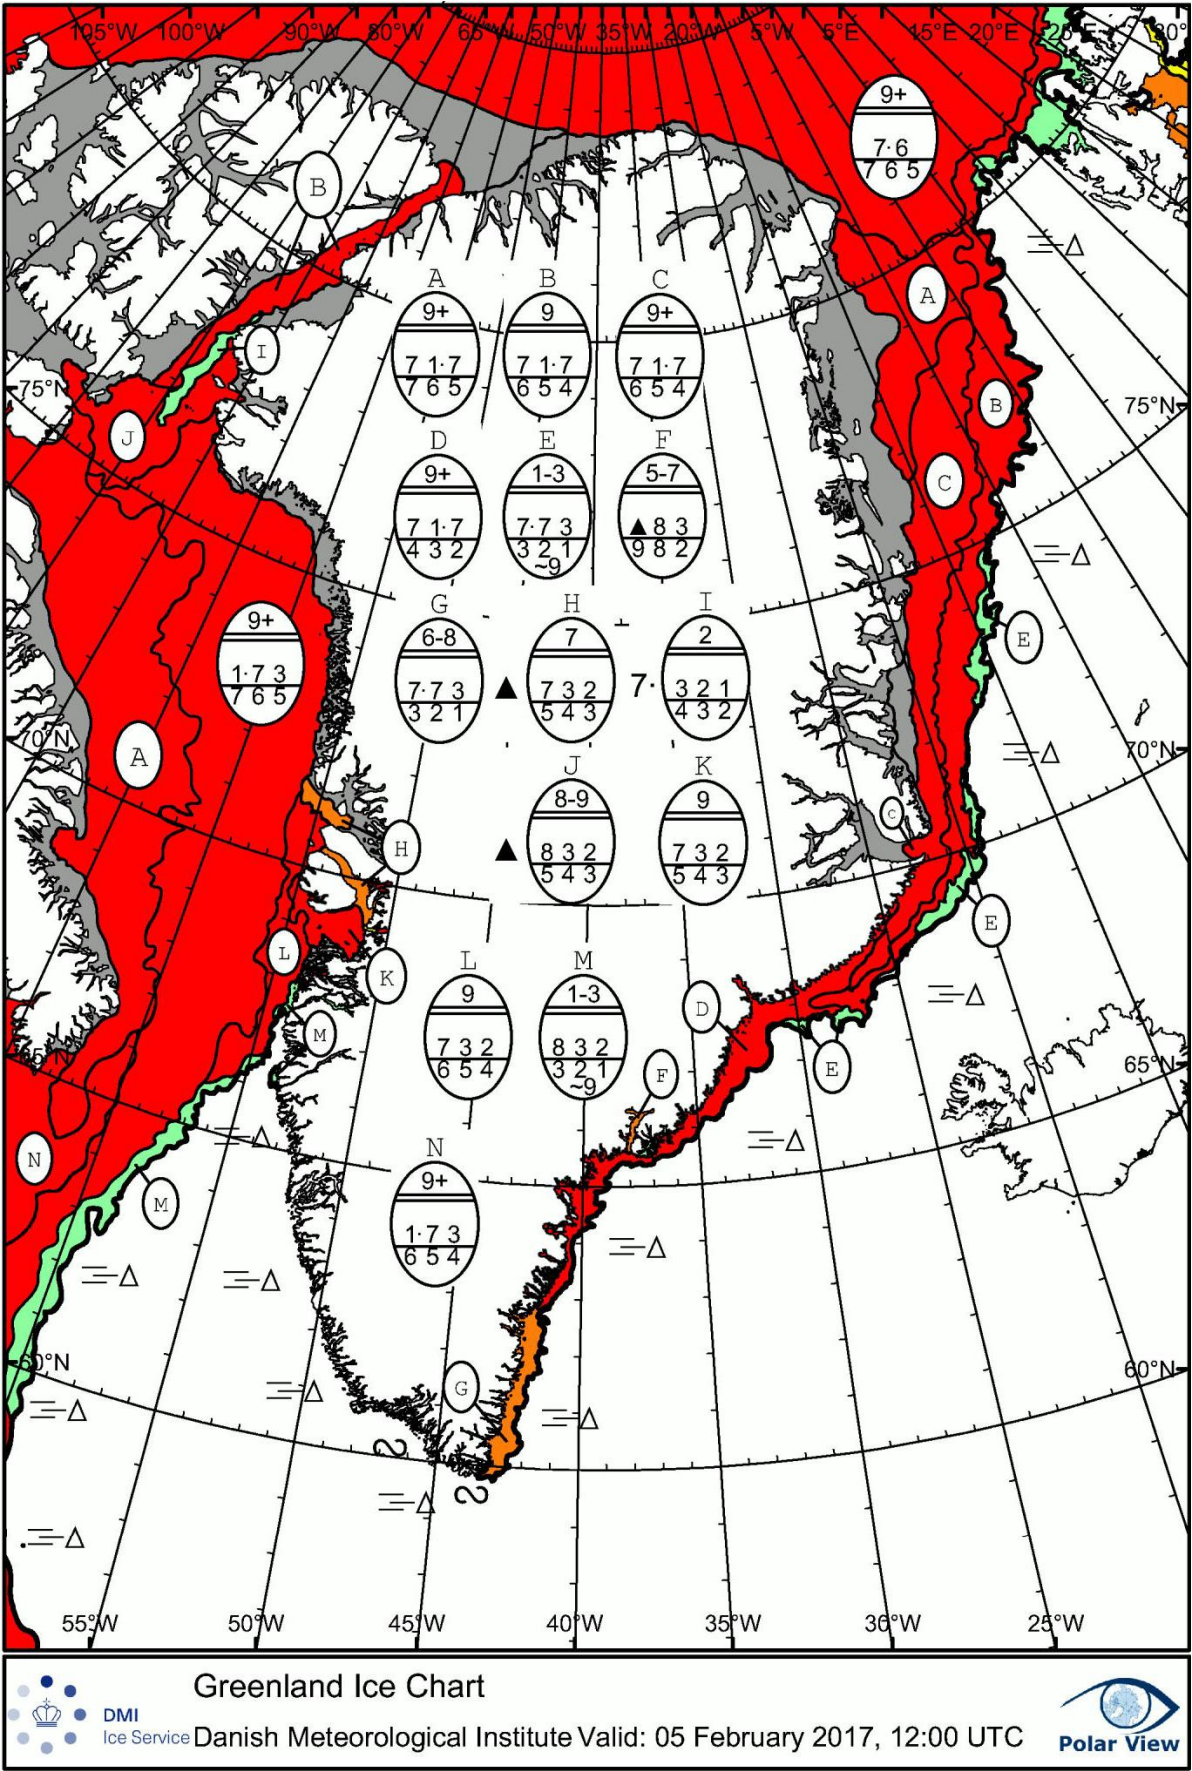 105°W 100°W 90°W 80°W 65°W 50°W 35°W 20°W 5°W 5°E 15°E 20°E 25°E
9+
7· 6
7 6 5
B
A
A B C
9+ 9 9+
7 1· 7 7 1· 7 7 1· 7
7 6 5 6 5 4 6 5 4
I
75°N 75°N
B
J
D E F
9+ 1-3 5-7
7 1· 7 7· 7 3 ▲ 8 3
4 3 2 3 2 1 9 8 2
~9
C
G H I
9+ 6-8 7 2
1· 7 3 7· 7 3 ▲ 7 3 2 7· 3 2 1
7 6 5 3 2 1 5 4 3 4 3 2
E
70°N 70°N
A
J K
8-9 9
▲ 8 3 2 7 3 2
5 4 3 5 4 3
C
H
E
L
K
L M
9 1-3
7 3 2 8 3 2
6 5 4 3 2 1
~9
D
M
65°N 65°N
E
F
N
N
9+
1· 7 3
6 5 4
M
60°N 60°N
G
55°W 50°W 45°W 40°W 35°W 30°W 25°W
Greenland Ice Chart
DMI
Ice Service
Danish Meteorological Institute Valid: 05 February 2017, 12:00 UTC
Polar View